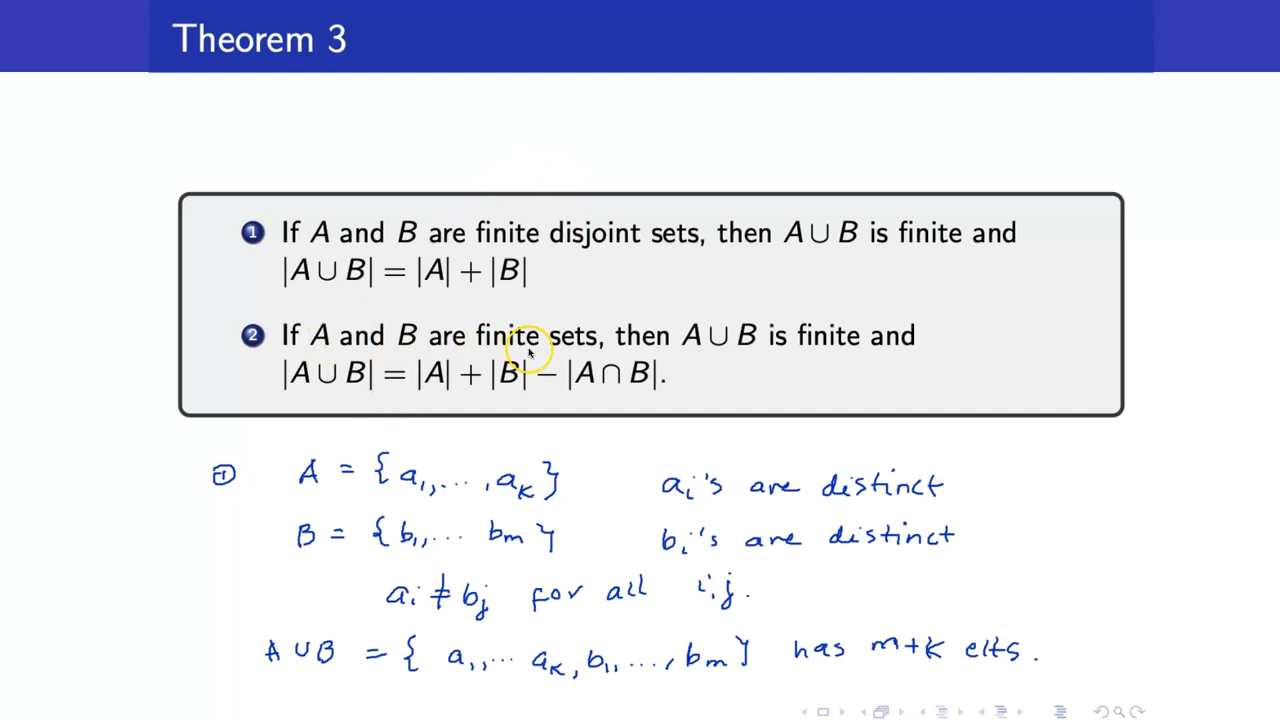 Theorem 3
1 If A and B are finite disjoint sets, then A ∪ B is finite and
|A ∪ B| = |A| + |B|
2 If A and B are finite sets, then A ∪ B is finite and
|A ∪ B| = |A| + |B| − |A ∩ B|.
① A = { a₁, ... , aₖ } aᵢ's are distinct
B = { b₁, ... bₘ } bᵢ's are distinct
aᵢ ≠ bⱼ for all i,j.
A ∪ B = { a₁, ... aₖ, b₁, ..., bₘ } has m+k elts.